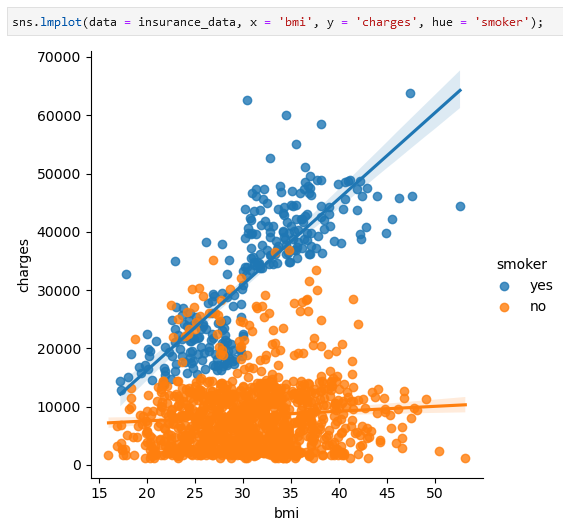 sns.lmplot(data = insurance_data, x = 'bmi', y = 'charges', hue = 'smoker');
70000
60000
50000
40000
30000
20000
10000
0
charges
15 20 25 30 35 40 45 50
bmi
smoker
yes
no